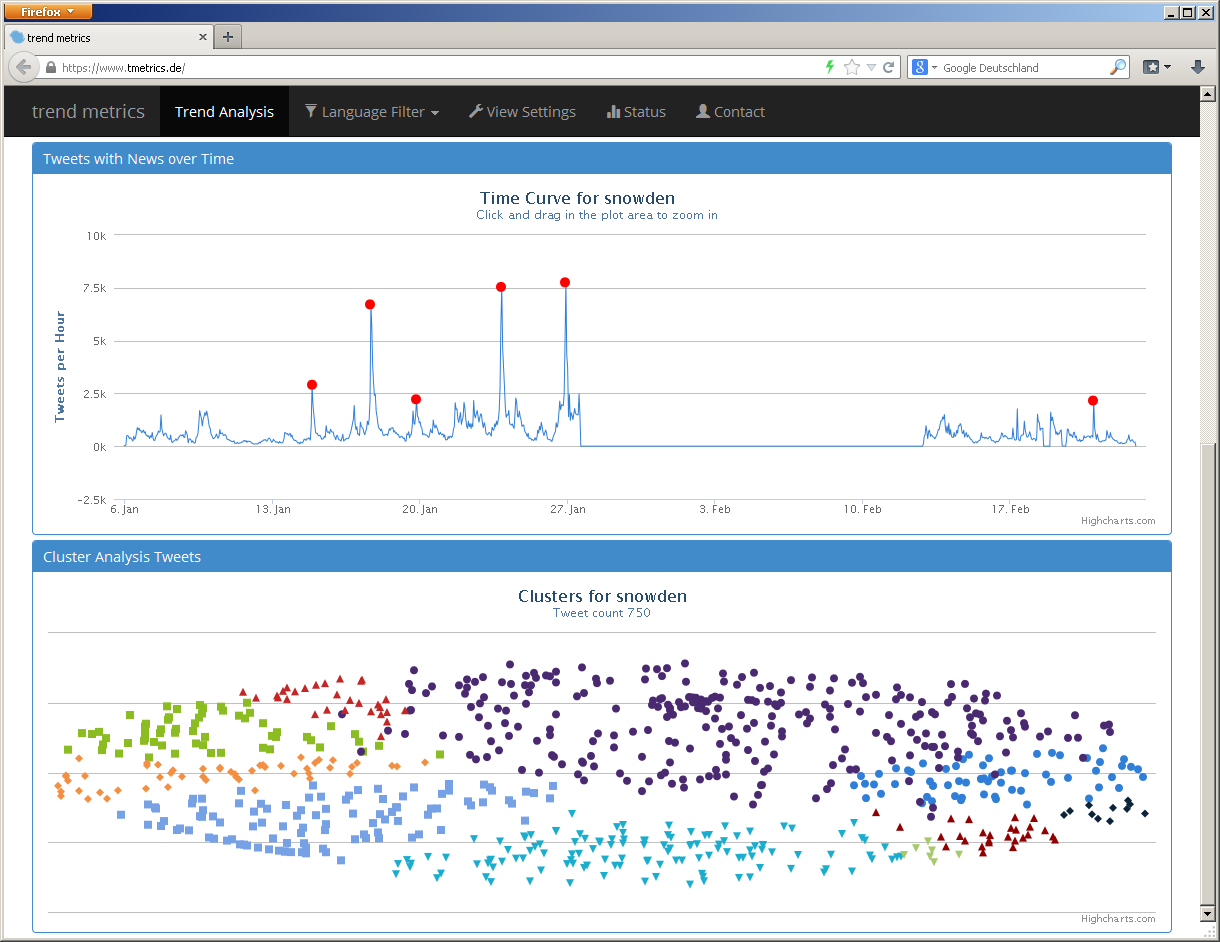 Firefox
trend metrics
https://www.tmetrics.de/
Google Deutschland
trend metrics Trend Analysis Language Filter View Settings Status Contact
Tweets with News over Time
Time Curve for snowden
Click and drag in the plot area to zoom in
Tweets per Hour
10k
7.5k
5k
2.5k
0k
-2.5k
6. Jan 13. Jan 20. Jan 27. Jan 3. Feb 10. Feb 17. Feb
Highcharts.com
Cluster Analysis Tweets
Clusters for snowden
Tweet count 750
Highcharts.com